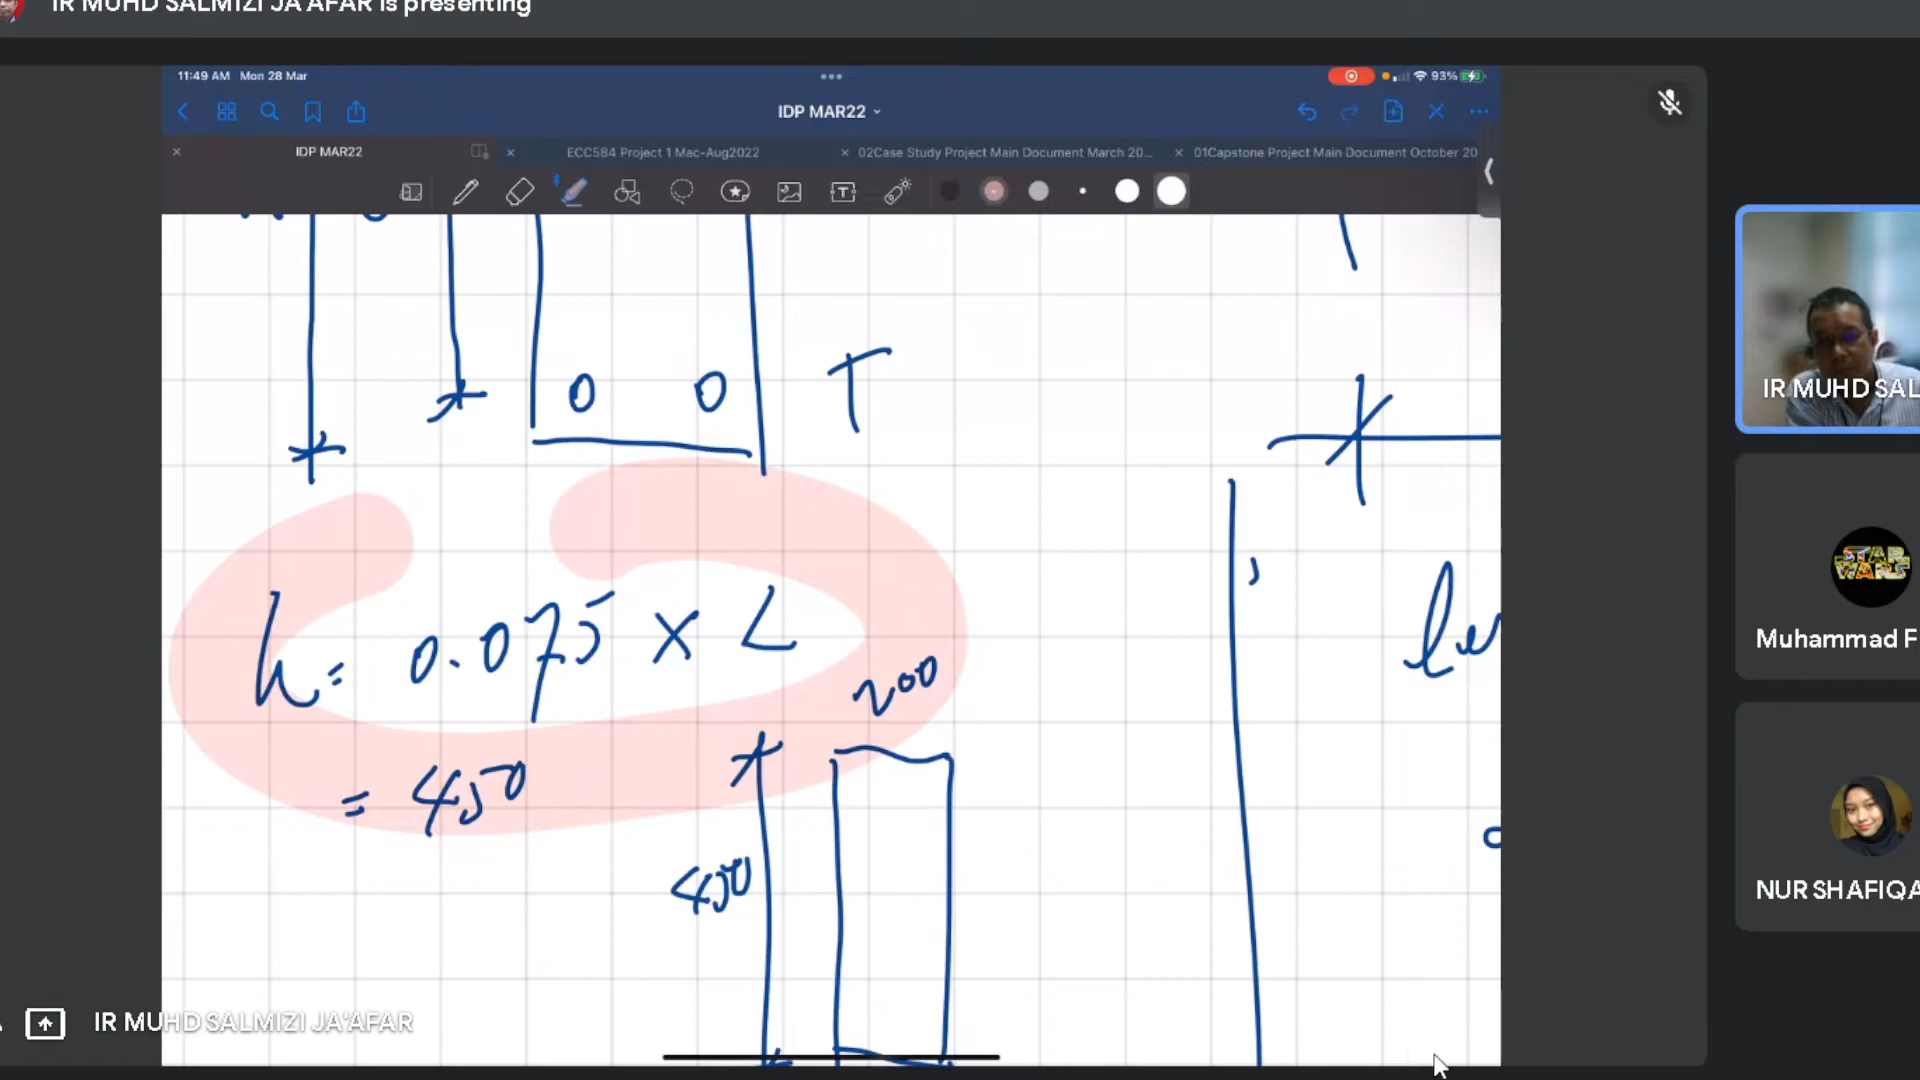 IR MUHD SALMIZI JA'AFAR is presenting
11:49 AM Mon 28 Mar
93%
IDP MAR22
IDP MAR22
ECC584 Project 1 Mac-Aug2022
02Case Study Project Main Document March 20...
01Capstone Project Main Document October 20
T
0 0 T
h = 0.075 x L
200
= 450
450
IR MUHD SAL
STAR WARS
Muhammad F
NUR SHAFIQA
IR MUHD SALMIZI JA'AFAR